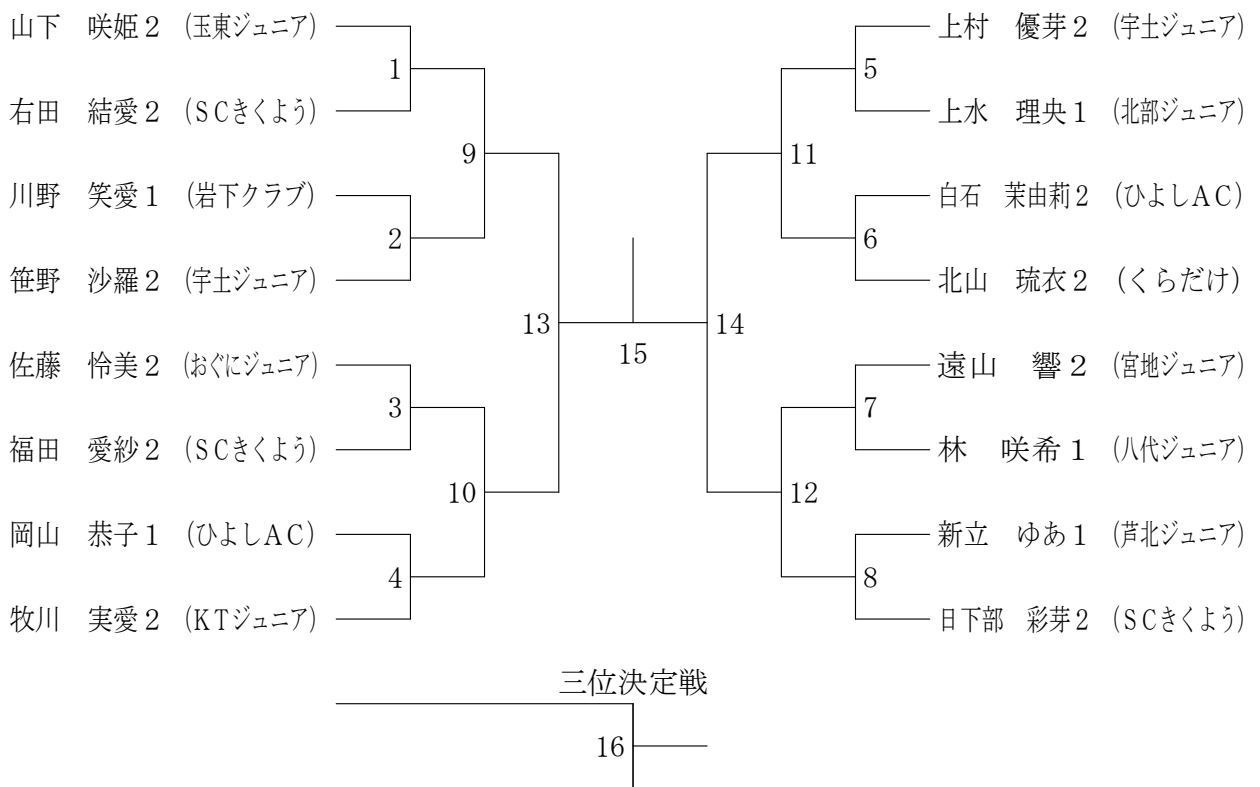 山下　咲姫２ (玉東ジュニア)
1
右田　結愛２ (ＳＣきくよう)
9
川野　笑愛１ (岩下クラブ)
2
笹野　沙羅２ (宇土ジュニア)
13
佐藤　怜美２ (おぐにジュニア)
3
福田　愛紗２ (ＳＣきくよう)
10
岡山　恭子１ (ひよしＡＣ)
4
牧川　実愛２ (ＫＴジュニア)
15
上村　優芽２ (宇土ジュニア)
5
上水　理央１ (北部ジュニア)
11
白石　茉由莉２ (ひよしＡＣ)
6
北山　琉衣２ (くらだけ)
14
遠山　響２ (宮地ジュニア)
7
林　咲希１ (八代ジュニア)
12
新立　ゆあ１ (芦北ジュニア)
8
日下部　彩芽２ (ＳＣきくよう)
三位決定戦
16